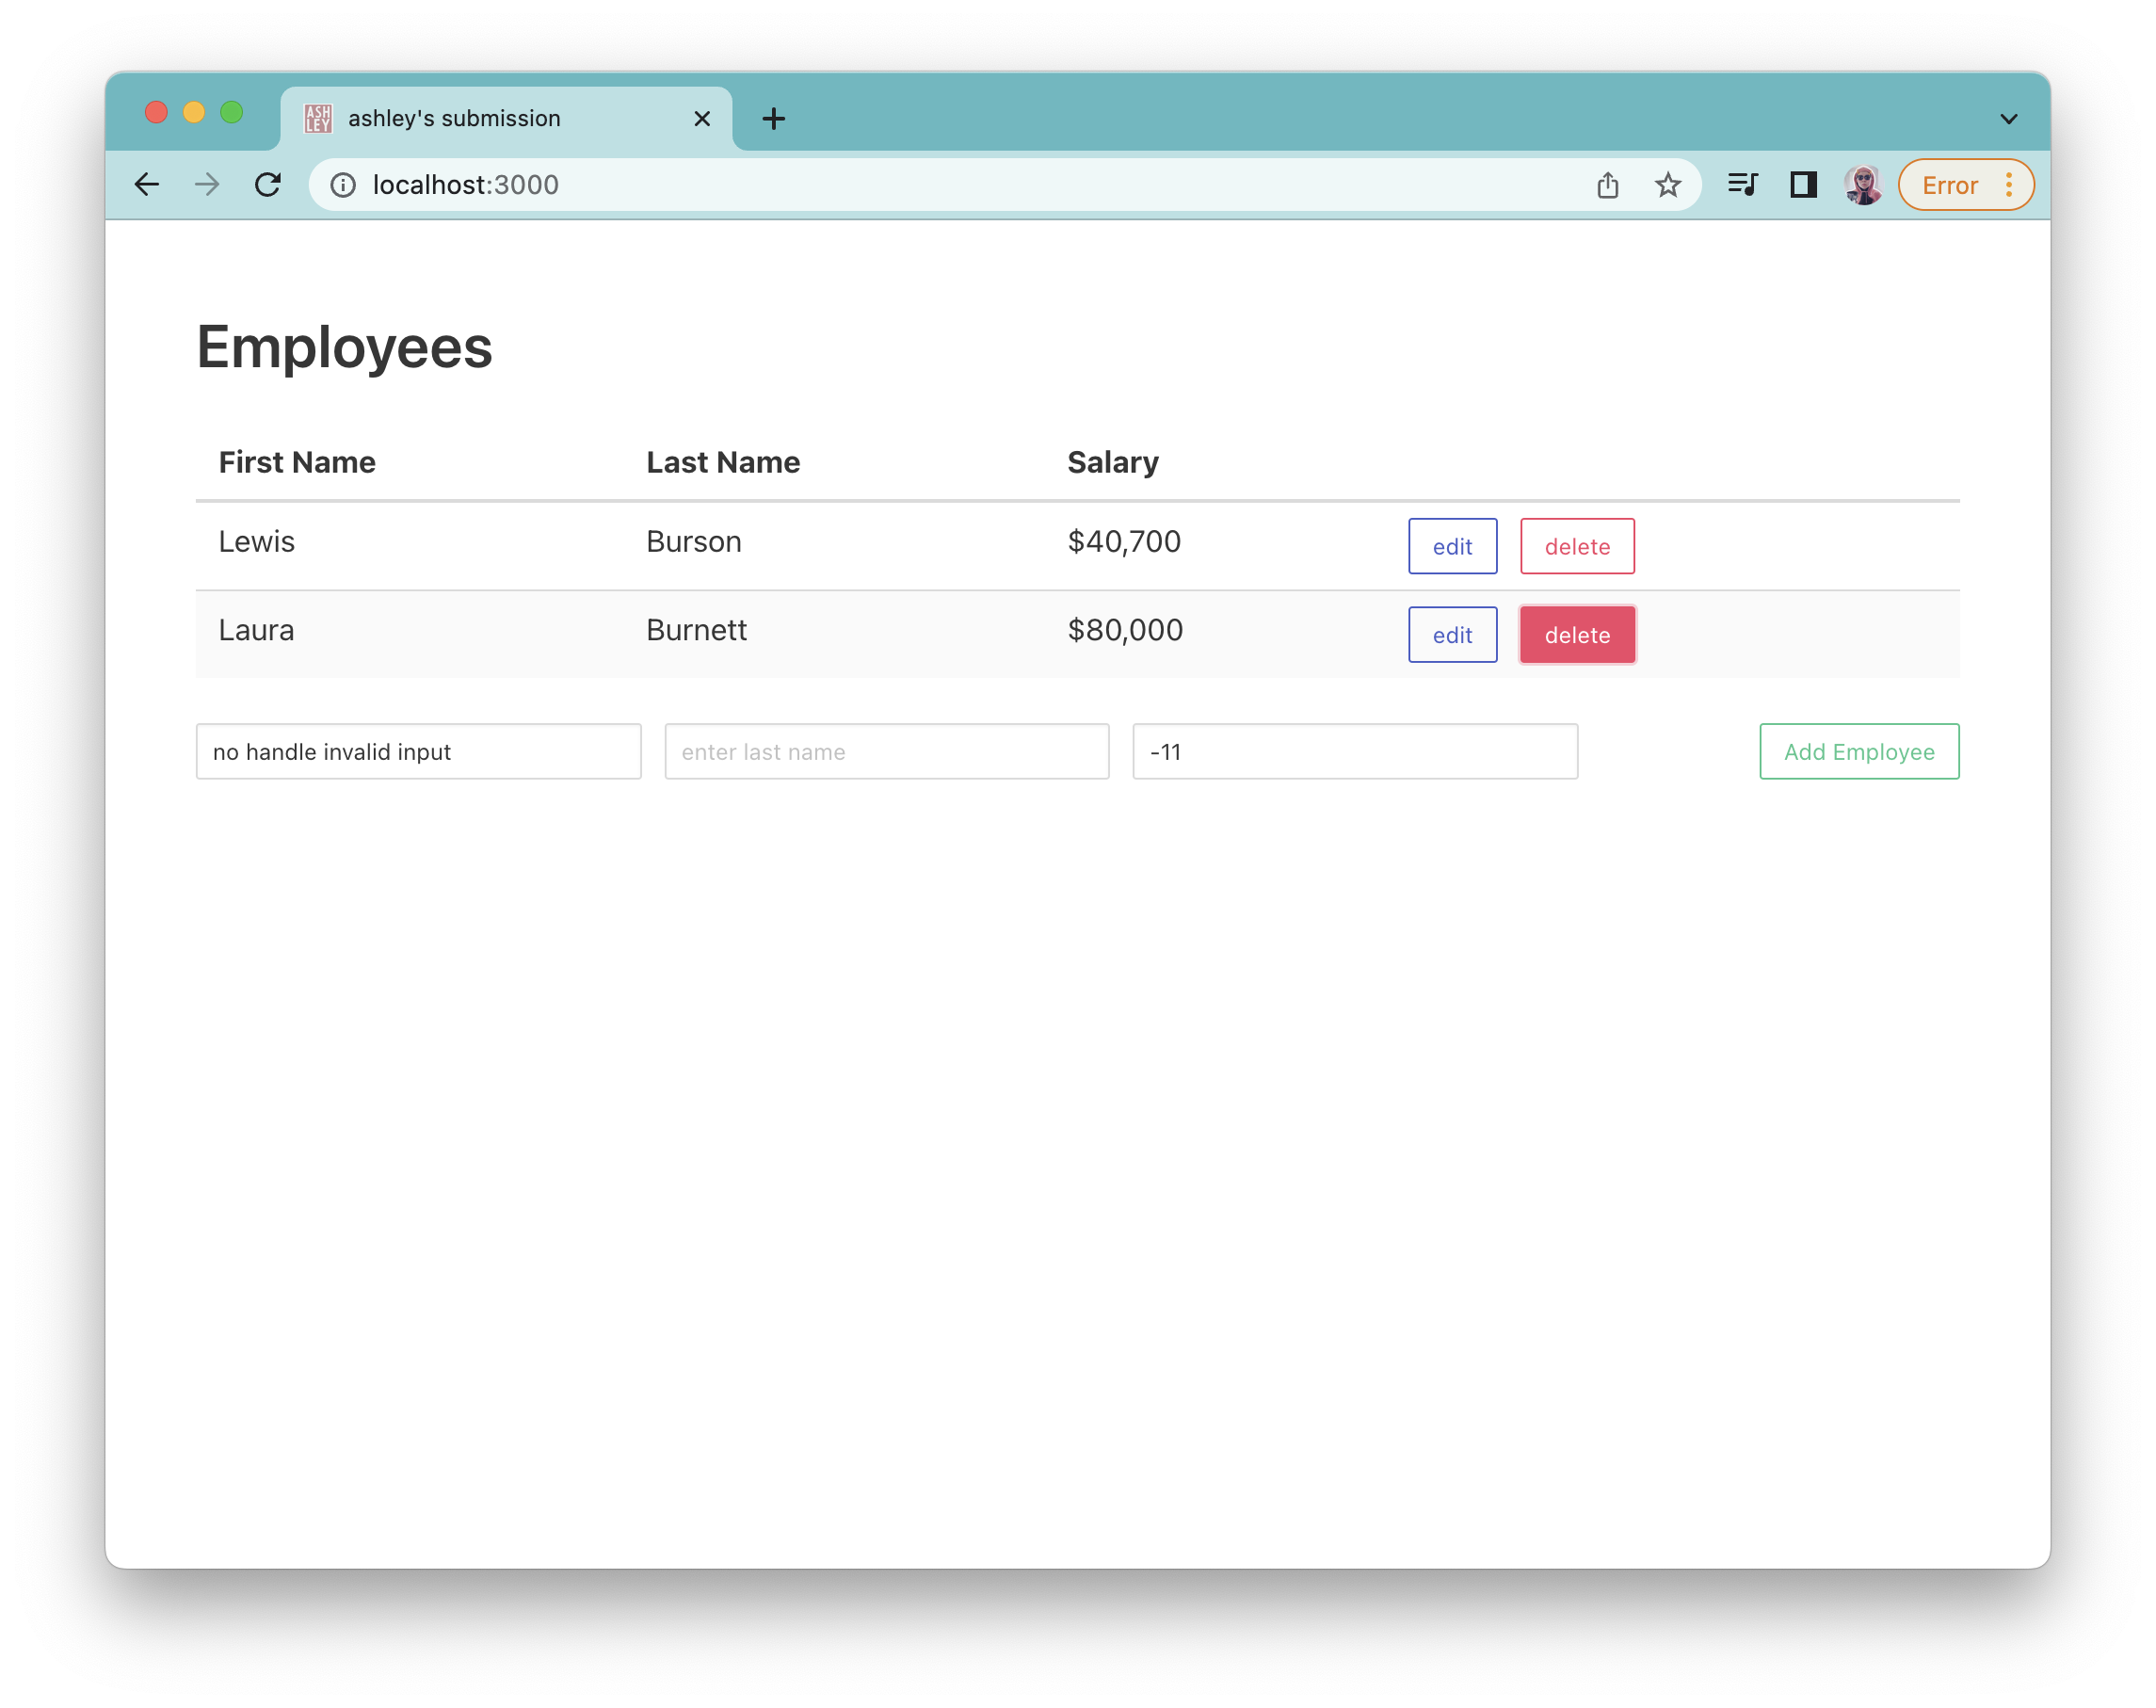 ASH
LEY
ashley's submission
localhost:3000
Error
Employees
First Name Last Name Salary
Lewis Burson $40,700 edit delete
Laura Burnett $80,000 edit delete
no handle invalid input enter last name -11 Add Employee